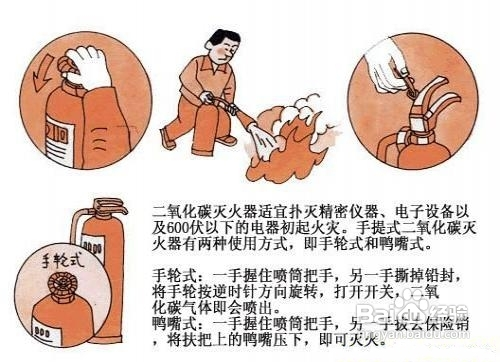 二氧化碳灭火器适宜扑灭精密仪器、电子设备以
及600伏以下的电器初起火灾。手提式二氧化碳灭
火器有两种使用方式，即手轮式和鸭嘴式。
手轮式
手轮式：一手握住喷筒把手，另一手撕掉铅封，
将手轮按逆时针方向旋转，打开开关，二氧
化碳气体即会喷出。
鸭嘴式：一手握住喷筒把手，另一手拔去保险销
，将扶把上的鸭嘴压下，即可灭火。
Baidu经验